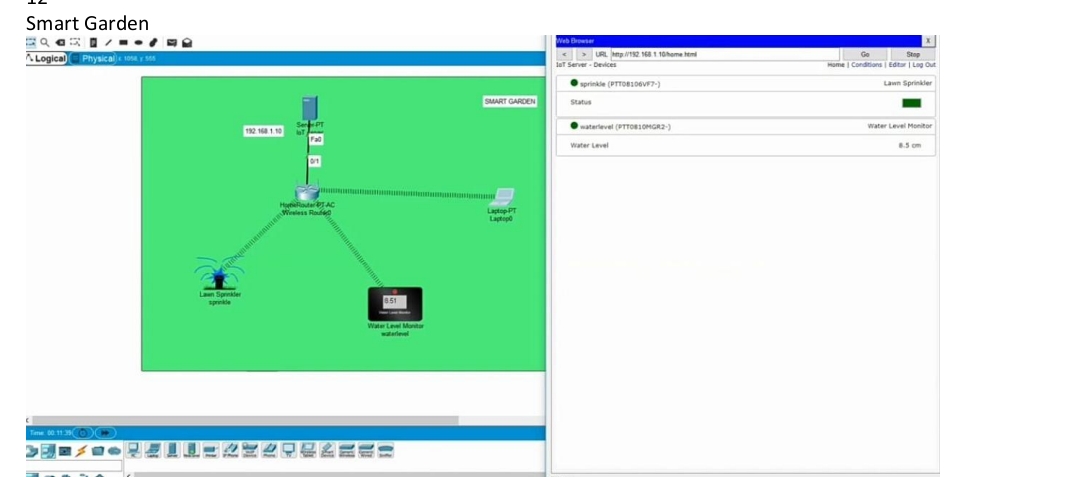 12
Smart Garden
Logical Physical x 1058, y 555
SMART GARDEN
192.168.1.10
Server-PT
Fa0
0/1
HomeRouter-PT-AC
Wireless Router0
Laptop-PT
Laptop0
Lawn Sprinkler
sprinkle
8.51
Water Level Monitor
Water Level Monitor
waterlevel
Time: 00:11:39
Web Browser X
< > URL http://192.168.1.10/home.html Go Stop
IoT Server - Devices Home | Conditions | Editor | Log Out
sprinkle (PTT08106VF7-) Lawn Sprinkler
Status
waterlevel (PTT0810MGR2-) Water Level Monitor
Water Level 8.5 cm